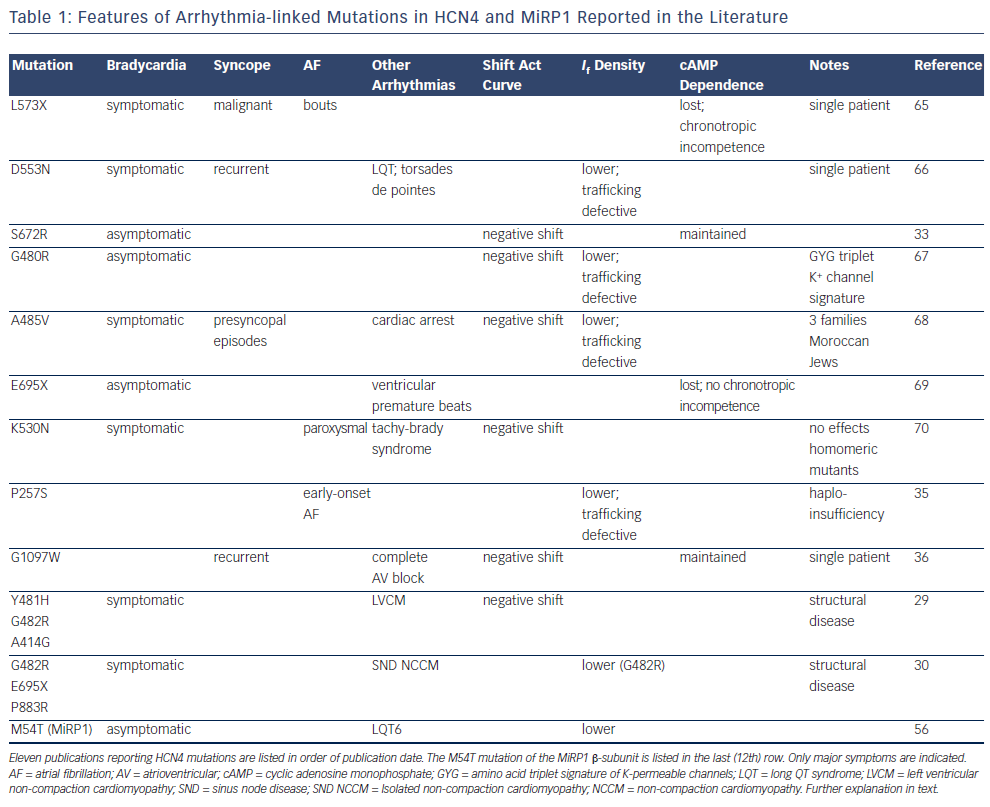 Table 1: Features of Arrhythmia-linked Mutations in HCN4 and MiRP1 Reported in the Literature
Mutation Bradycardia Syncope AF Other Shift Act If Density cAMP Notes Reference
Arrhythmias Curve Dependence
L573X symptomatic malignant bouts lost; single patient 65
chronotropic
incompetence
D553N symptomatic recurrent LQT; torsades lower; single patient 66
de pointes trafficking
defective
S672R asymptomatic negative shift maintained 33
G480R asymptomatic negative shift lower; GYG triplet 67
trafficking K+ channel
defective signature
A485V symptomatic presyncopal cardiac arrest negative shift lower; 3 families 68
episodes trafficking Moroccan
defective Jews
E695X asymptomatic ventricular lost; no chronotropic 69
premature beats incompetence
K530N symptomatic paroxysmal tachy-brady negative shift no effects 70
syndrome homomeric
mutants
P257S early-onset lower; haplo- 35
AF trafficking insufficiency
defective
G1097W recurrent complete negative shift maintained single patient 36
AV block
Y481H symptomatic LVCM negative shift structural 29
G482R disease
A414G
G482R symptomatic SND NCCM lower (G482R) structural 30
E695X disease
P883R
M54T (MiRP1) asymptomatic LQT6 lower 56
Eleven publications reporting HCN4 mutations are listed in order of publication date. The M54T mutation of the MiRP1 β-subunit is listed in the last (12th) row. Only major symptoms are indicated.
AF = atrial fibrillation; AV = atrioventricular; cAMP = cyclic adenosine monophosphate; GYG = amino acid triplet signature of K-permeable channels; LQT = long QT syndrome; LVCM = left ventricular
non-compaction cardiomyopathy; SND = sinus node disease; SND NCCM = Isolated non-compaction cardiomyopathy; NCCM = non-compaction cardiomyopathy. Further explanation in text.